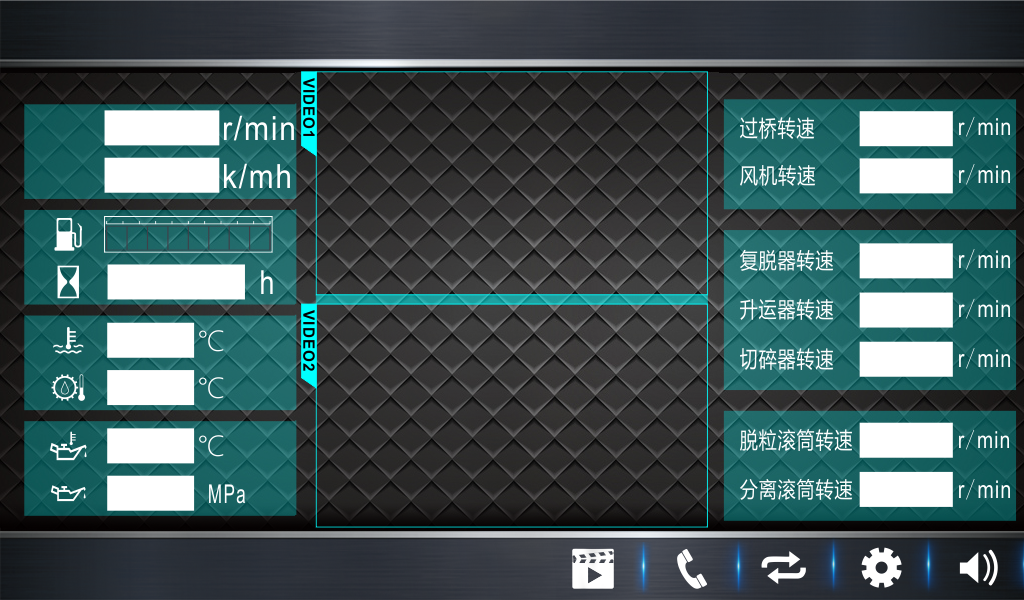 r/min
k/mh
h
℃
℃
℃
MPa
VIDEO1
VIDEO2
过桥转速 r/min
风机转速 r/min
复脱器转速 r/min
升运器转速 r/min
切碎器转速 r/min
脱粒滚筒转速 r/min
分离滚筒转速 r/min